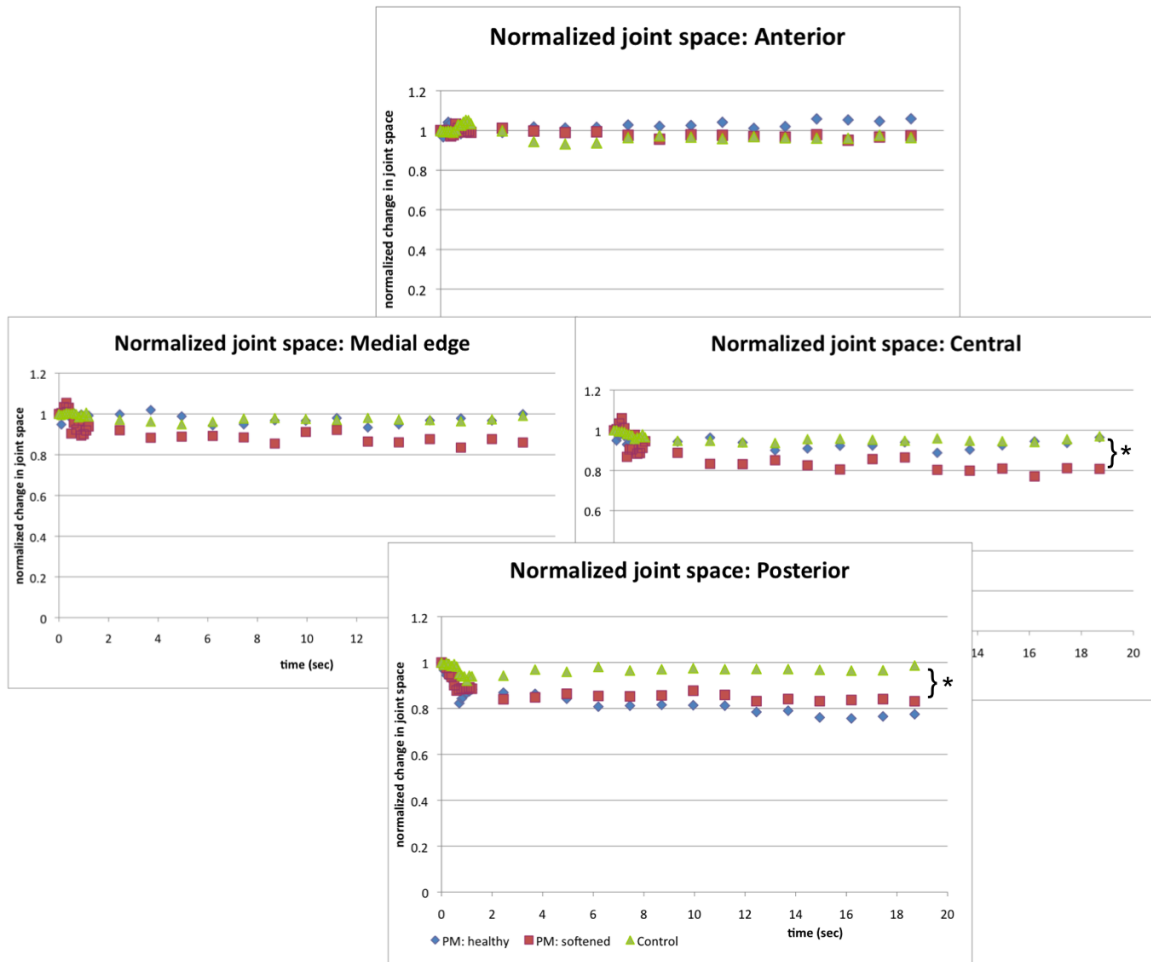 Normalized joint space: Anterior
normalized change in joint space
1.2
1
0.8
0.6
0.4
0.2
Normalized joint space: Medial edge
normalized change in joint space
1.2
1
0.8
0.6
0.4
0.2
0
0 2 4 6 8 10 12
time (sec)
Normalized joint space: Central
1.2
1
0.8
0.6
14 16 18 20
} *
Normalized joint space: Posterior
normalized change in joint space
1.2
1
0.8
0.6
0.4
0.2
0
0 2 4 6 8 10 12 14 16 18 20
} *
time (sec)
PM: healthy PM: softened Control